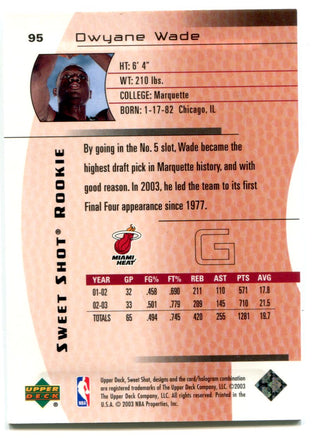 95
Dwyane Wade
HT: 6' 4"
WT: 210 lbs.
COLLEGE: Marquette
BORN: 1-17-82 Chicago, IL
By going in the No. 5 slot, Wade became the
highest draft pick in Marquette history, and with
good reason. In 2003, he led the team to its first
Final Four appearance since 1977.
SWEET SHOT® ROOKIE
MIAMI
HEAT
G
YEAR GP FG% FT% REB AST PTS AVG
01-02 32 .458 .690 211 110 571 17.8
02-03 33 .501 .779 209 145 710 21.5
TOTALS 65 .494 .745 420 255 1281 19.7
UPPER
DECK
NBA
Upper Deck, Sweet Shot, designs and the card/hologram combination
are registered trademarks of The Upper Deck Company, LLC. ©2003
The Upper Deck Company, LLC. All rights reserved. Printed in the
U.S.A. © 2003 NBA Properties, Inc.